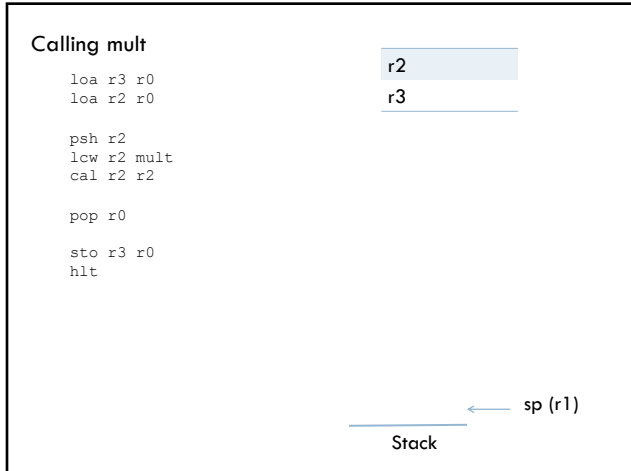 Calling mult
loa r3 r0
loa r2 r0
psh r2
lcw r2 mult
cal r2 r2
pop r0
sto r3 r0
hlt
r2
r3
sp (r1)
Stack